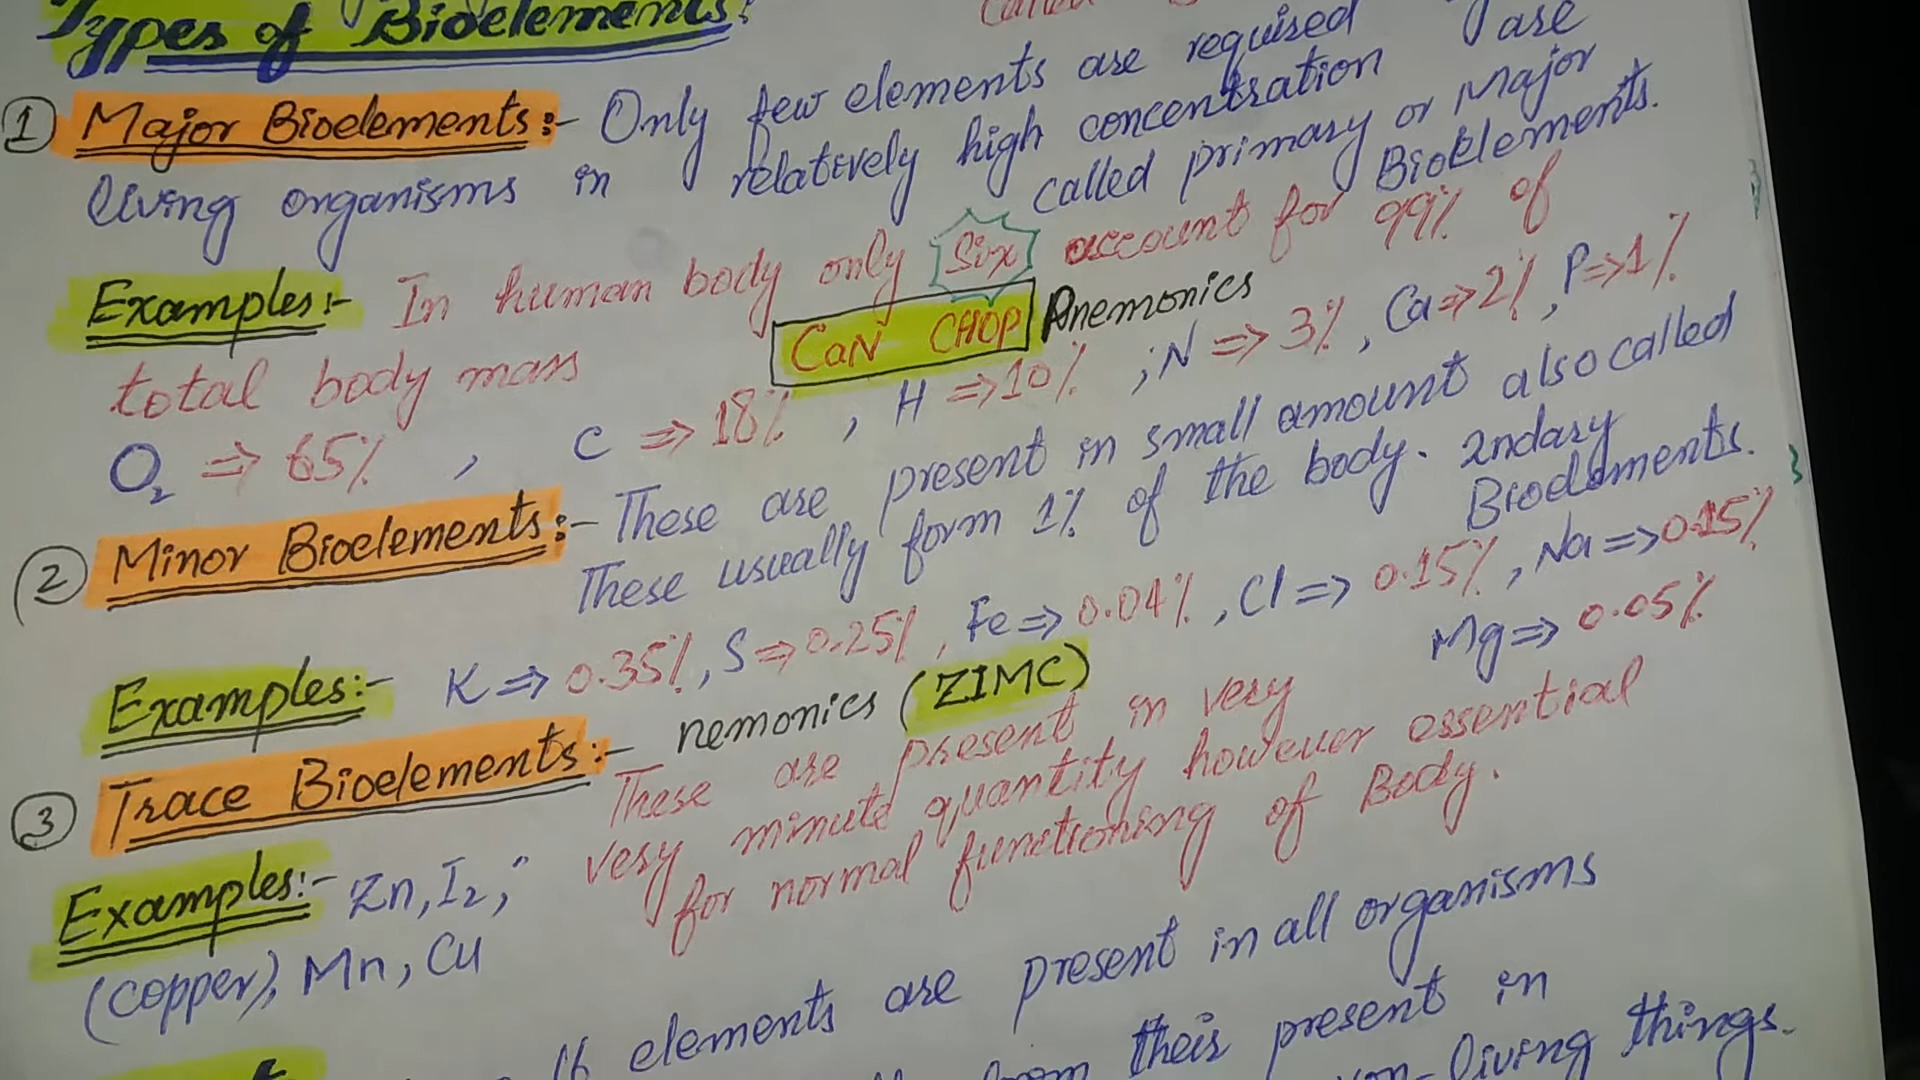 Types of Bioelements:
called
① Major Bioelements:- Only few elements are required
living organisms in relatively high concentration are
called primary or Major
BioElements.
Examples:- In human body only Six account for 99% of
total body mass CaN CHOP Pnemonics
O2 => 65%, C => 18%, H => 10%, N => 3%, Ca => 2%, P => 1%
② Minor Bioelements:- These are present in small amount also called
These usually form 1% of the body. 2ndary
Bioelements.
Examples:- K => 0.35%, S => 0.25%, Fe => 0.04%, Cl => 0.15%, Na => 0.15%
Mg => 0.05%
③ Trace Bioelements:- nemonics (ZIMC)
These are present in very
very minute quantity however essential
for normal functioning of Body.
Examples:- Zn, I2,
(copper), Mn, Cu
16 elements are present in all organisms
from their present in
non-living things.